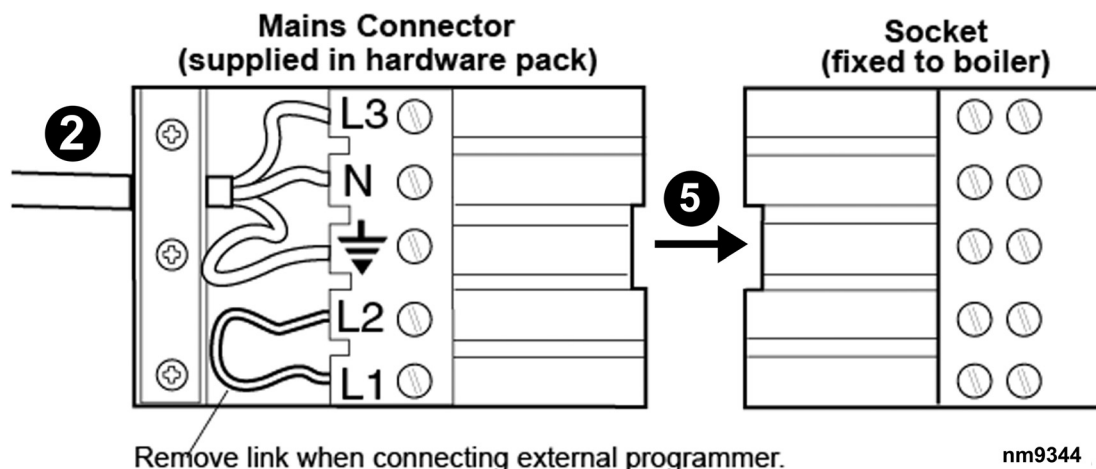 Mains Connector
(supplied in hardware pack)
Socket
(fixed to boiler)
2
L3
N
5
L2
L1
Remove link when connecting external programmer.
nm9344